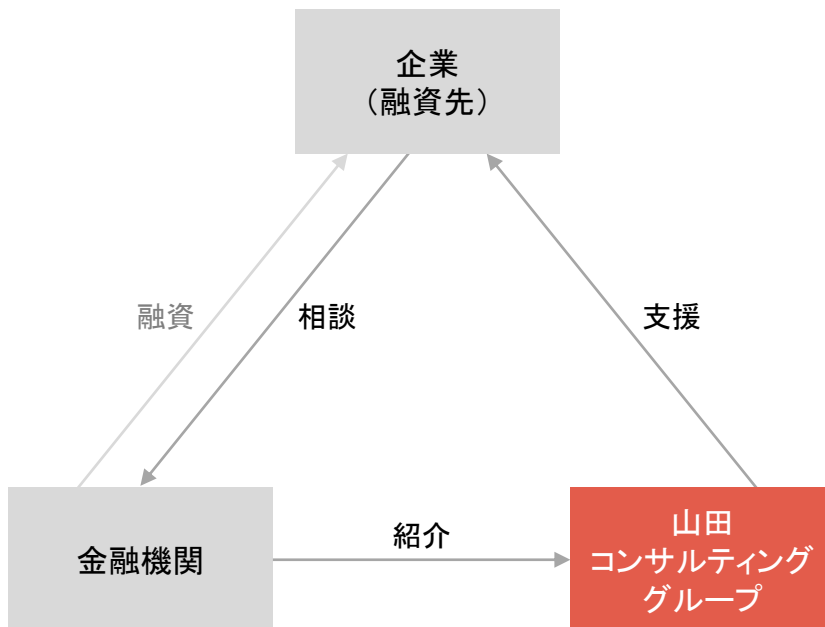 企業
（融資先）
融資
相談
支援
金融機関
紹介
山田
コンサルティング
グループ